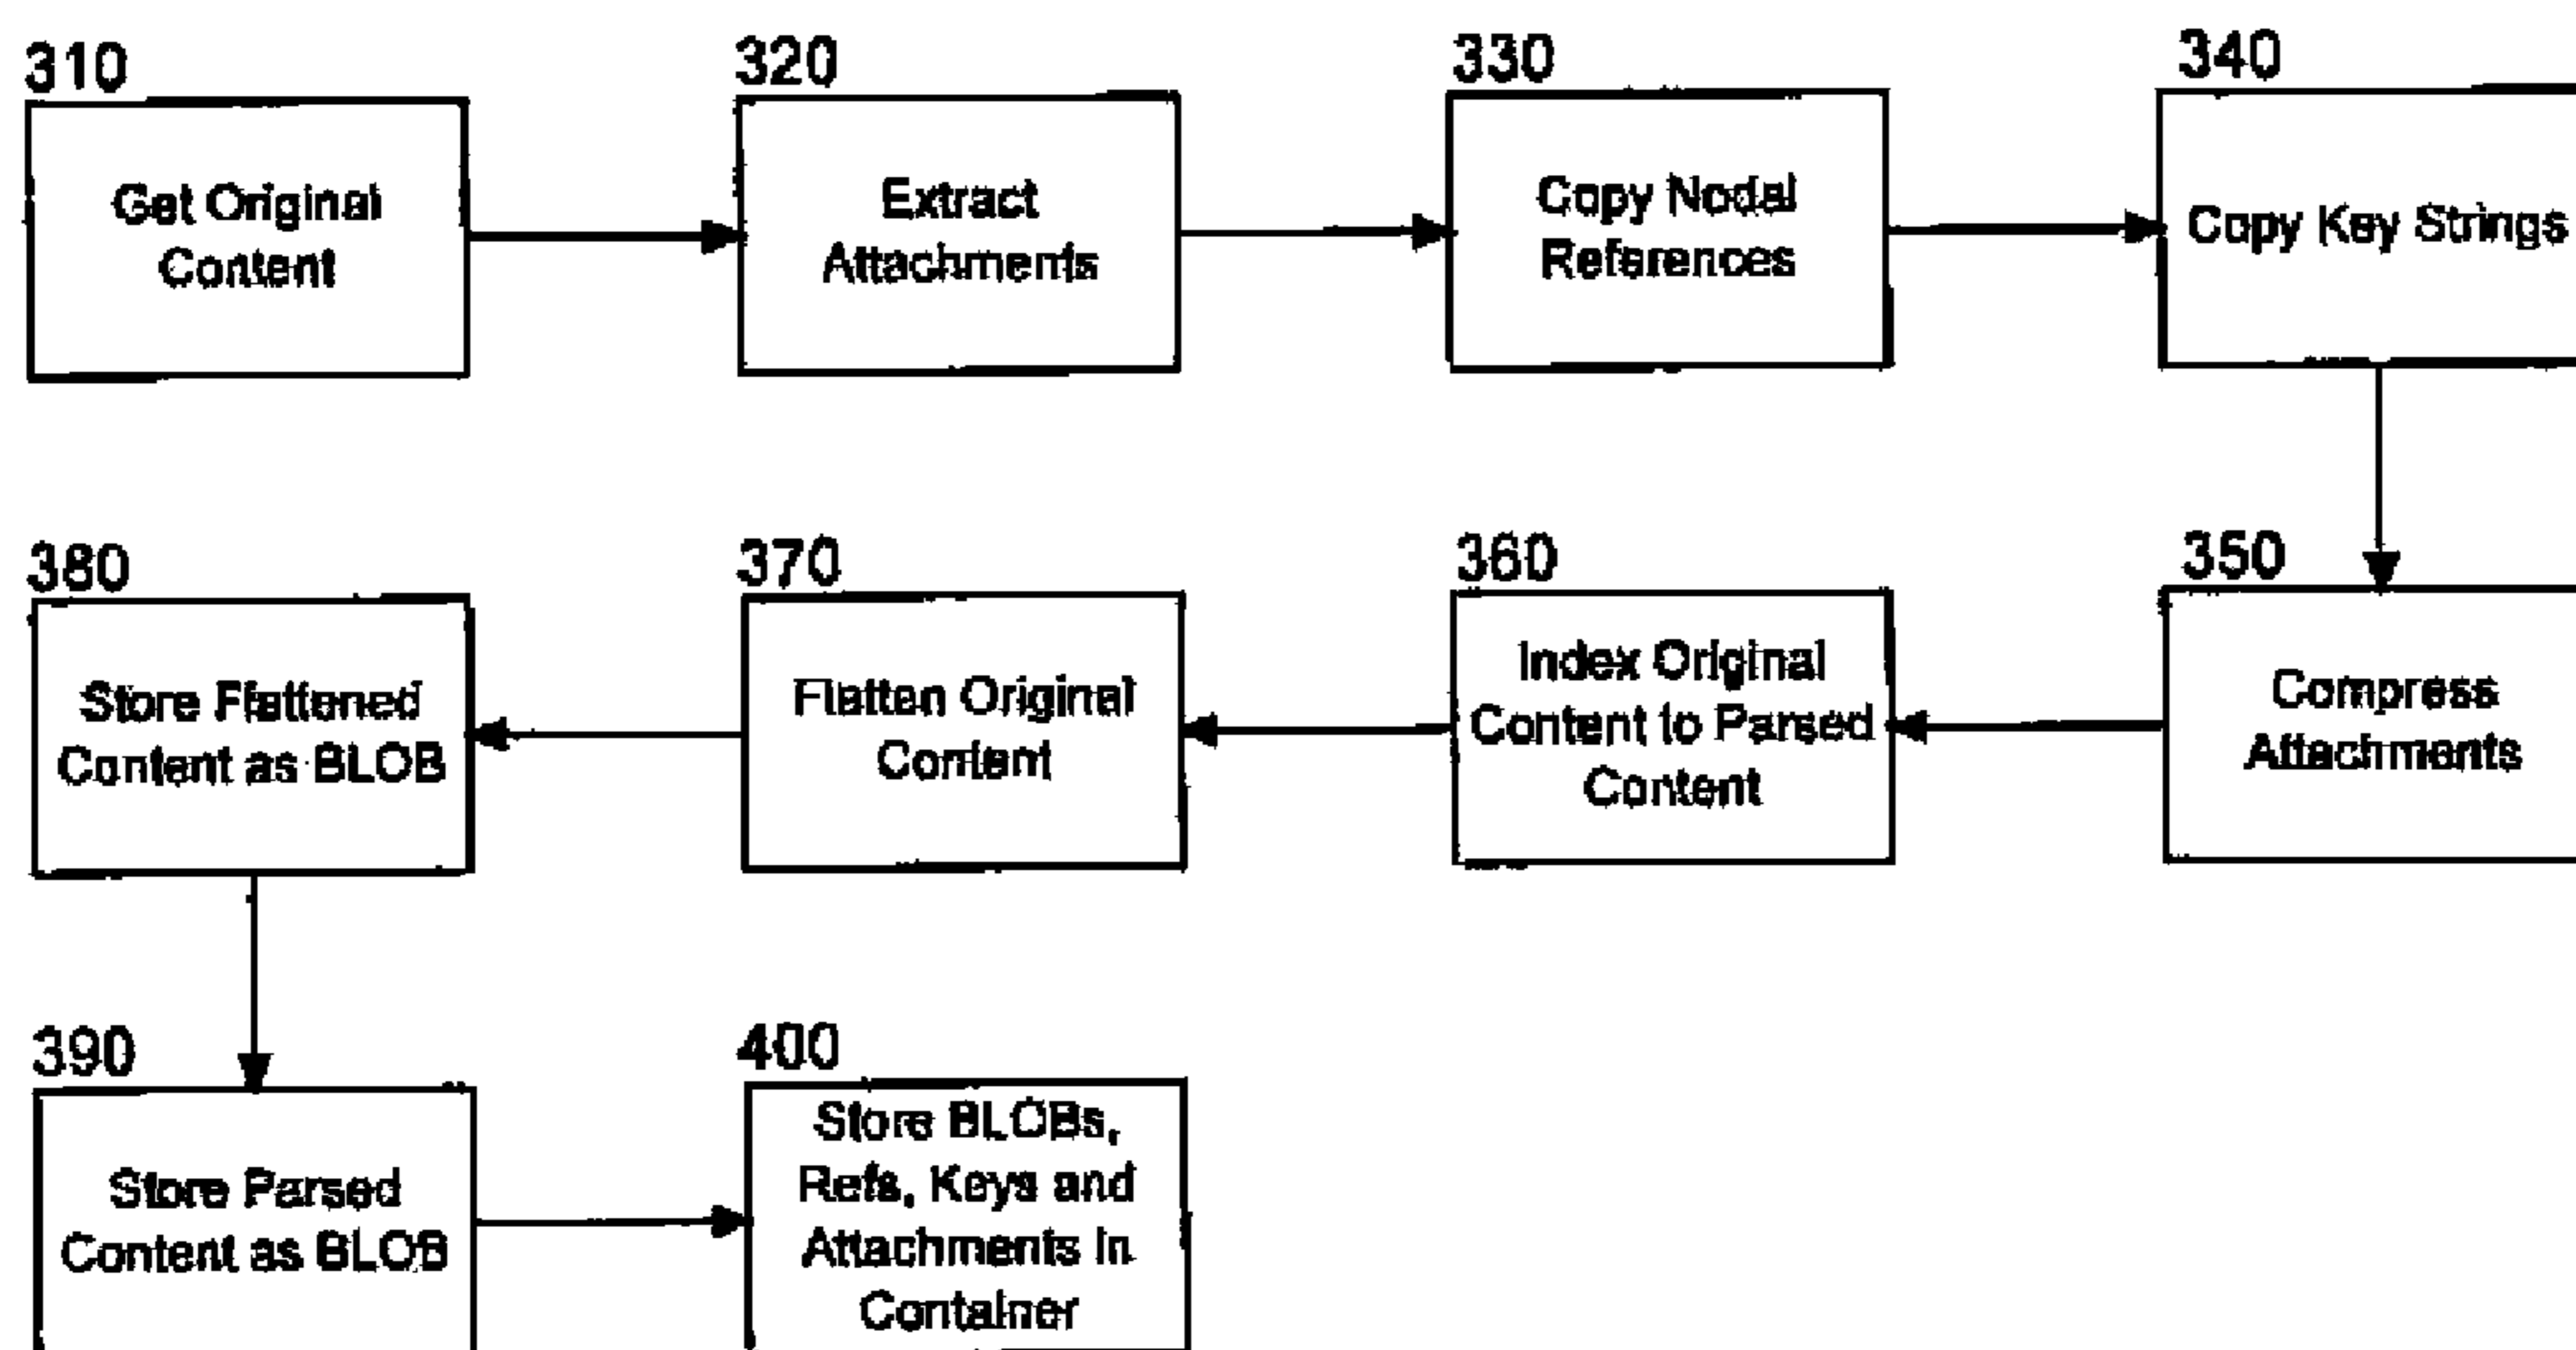 310
Get Original
Content
320
Extract
Attachments
330
Copy Nodal
References
340
Copy Key Strings
350
Compress
Attachments
360
Index Original
Content to Parsed
Content
370
Flatten Original
Content
380
Store Flattened
Content as BLOB
390
Store Parsed
Content as BLOB
400
Store BLOBs,
Refs, Keys and
Attachments in
Container